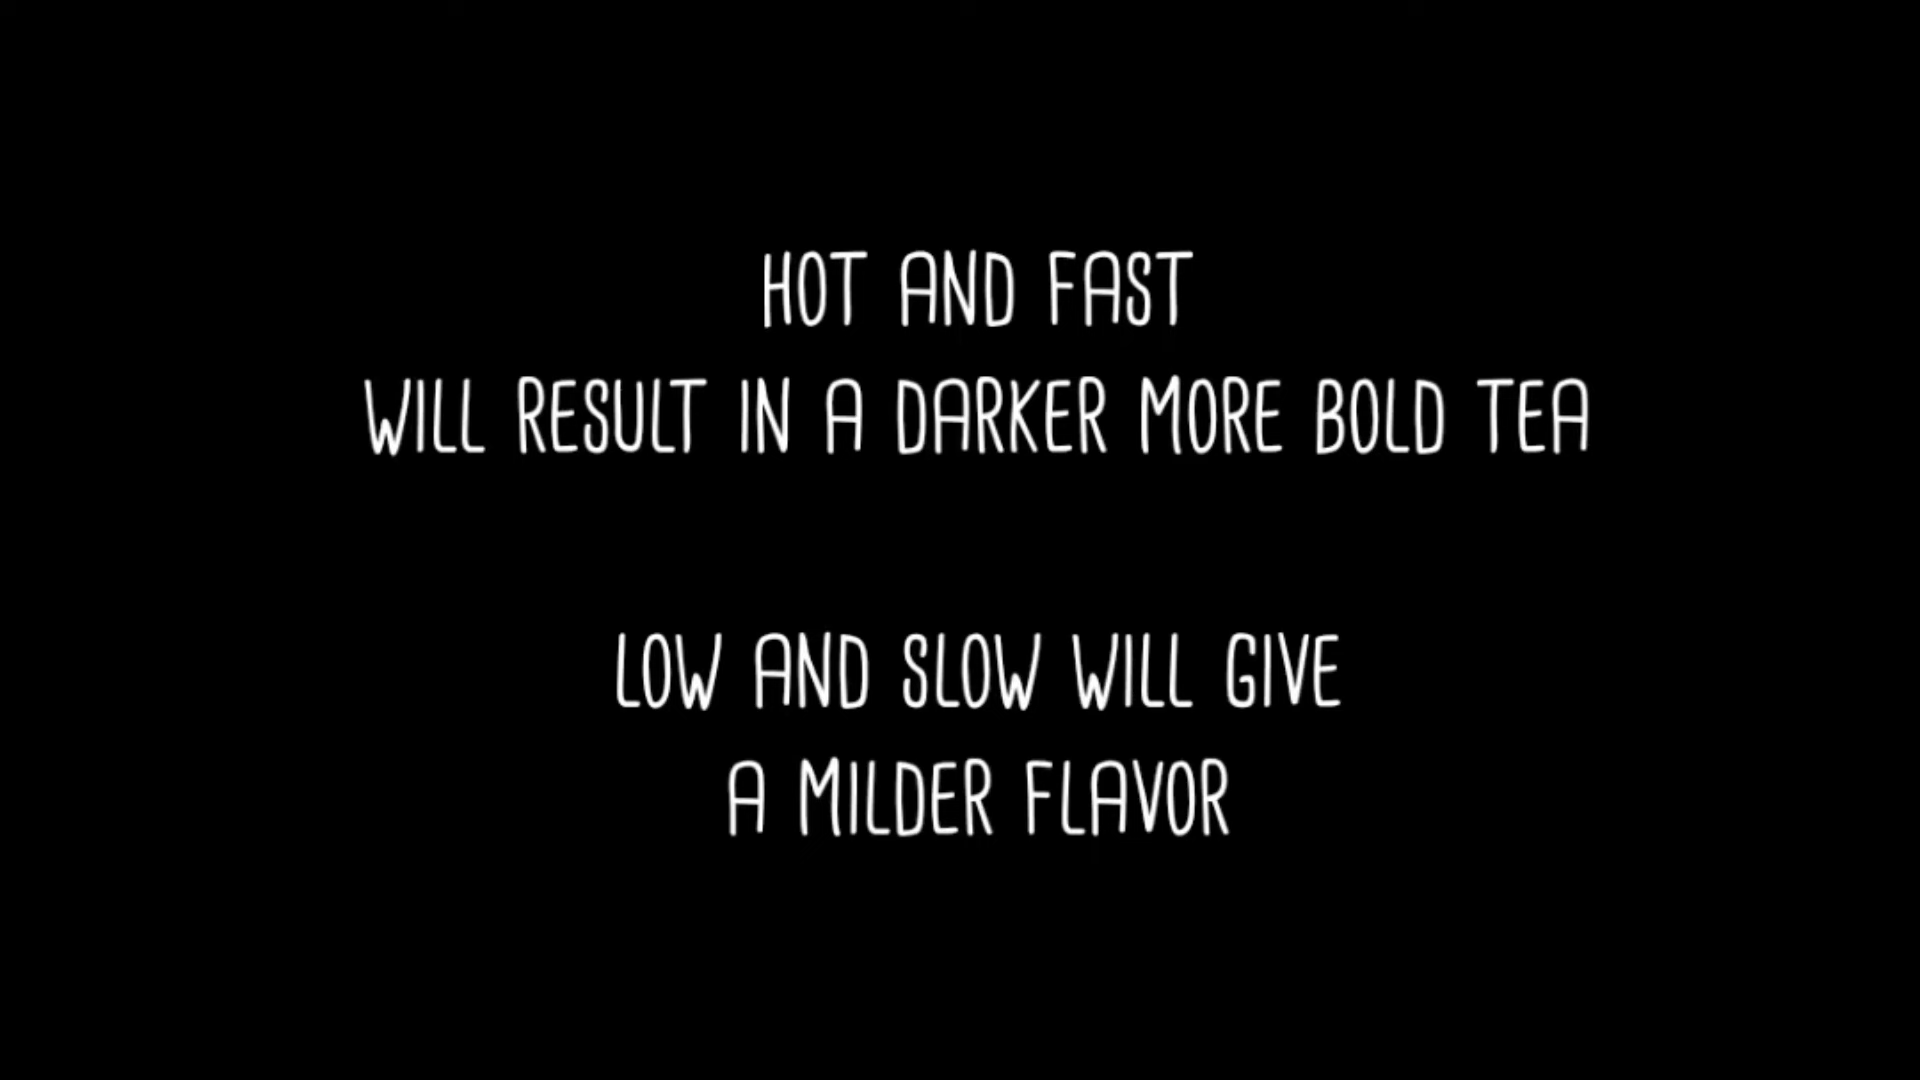 HOT AND FAST
WILL RESULT IN A DARKER MORE BOLD TEA
LOW AND SLOW WILL GIVE
A MILDER FLAVOR